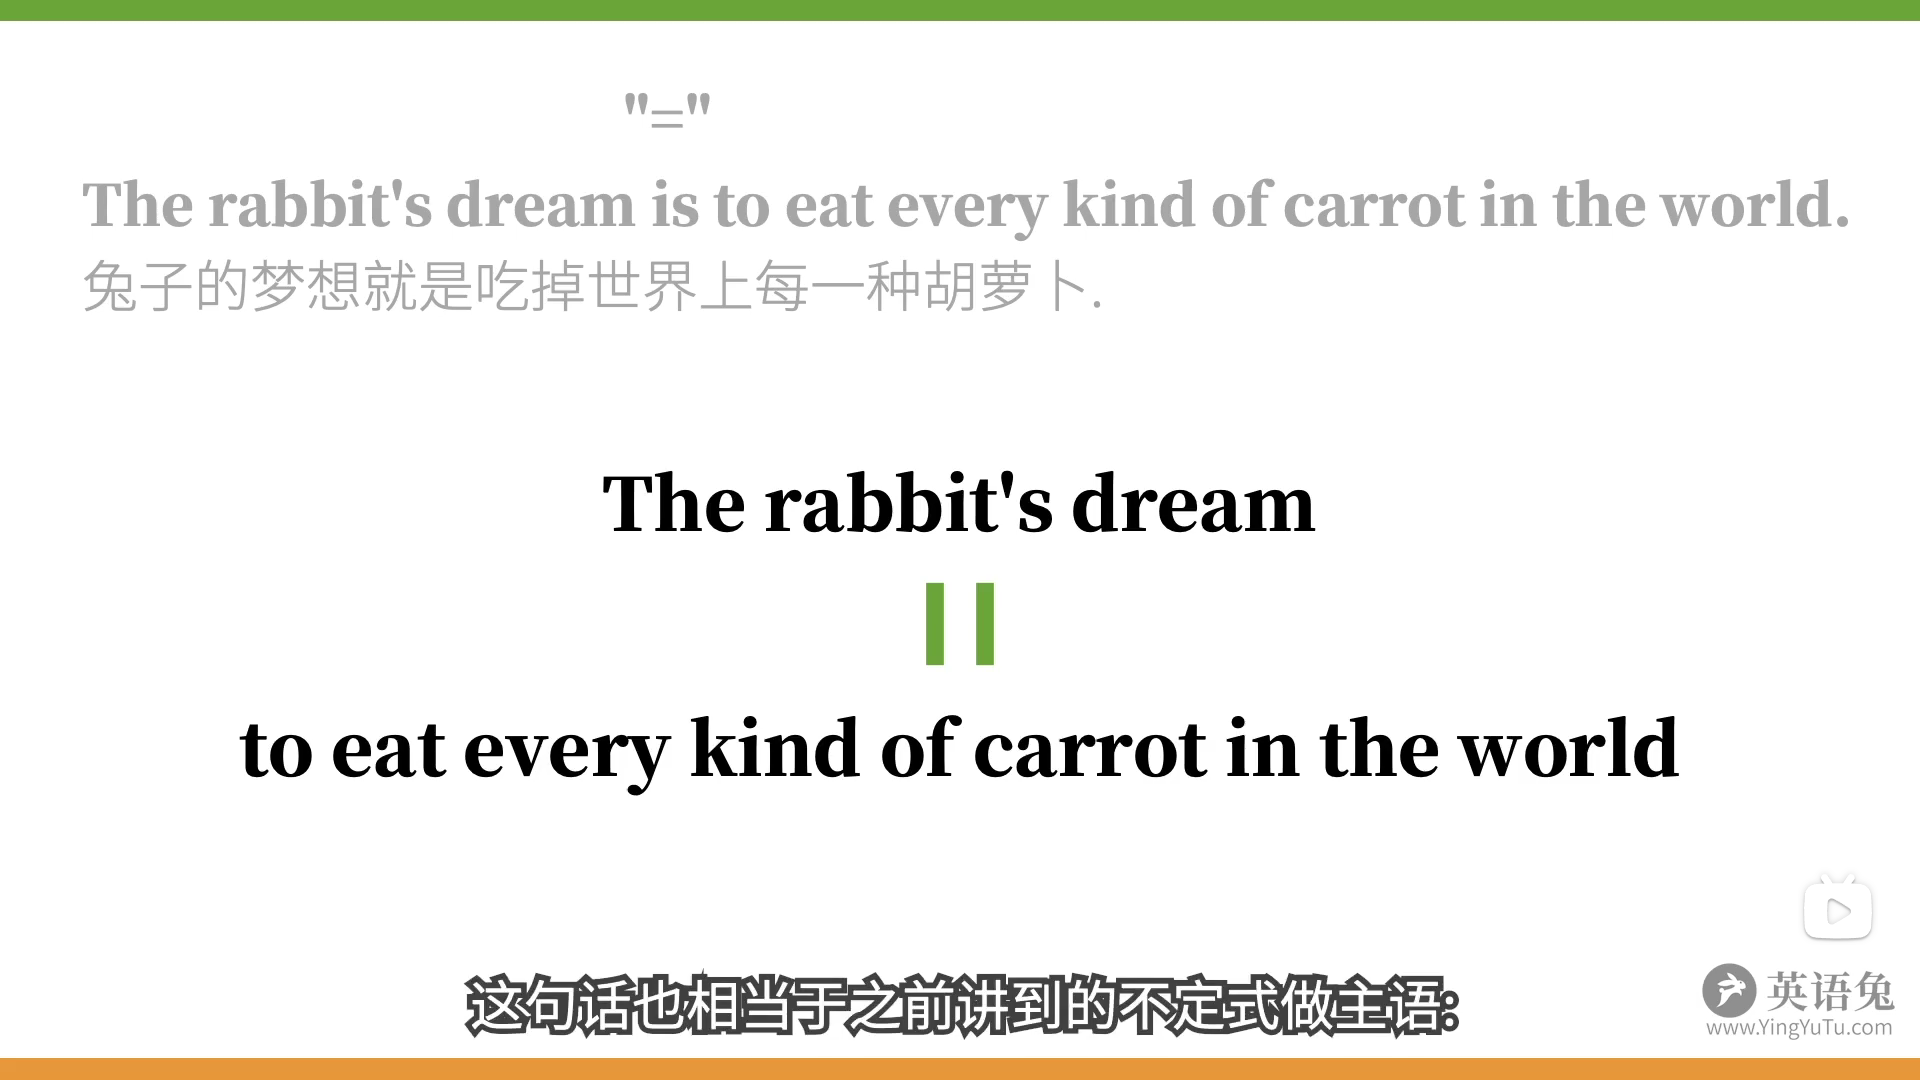 "="
The rabbit's dream is to eat every kind of carrot in the world.
兔子的梦想就是吃掉世界上每一种胡萝卜.
The rabbit's dream
=
to eat every kind of carrot in the world
这句话也相当于之前讲到的不定式做主语:
英语兔
www.YingYuTu.com